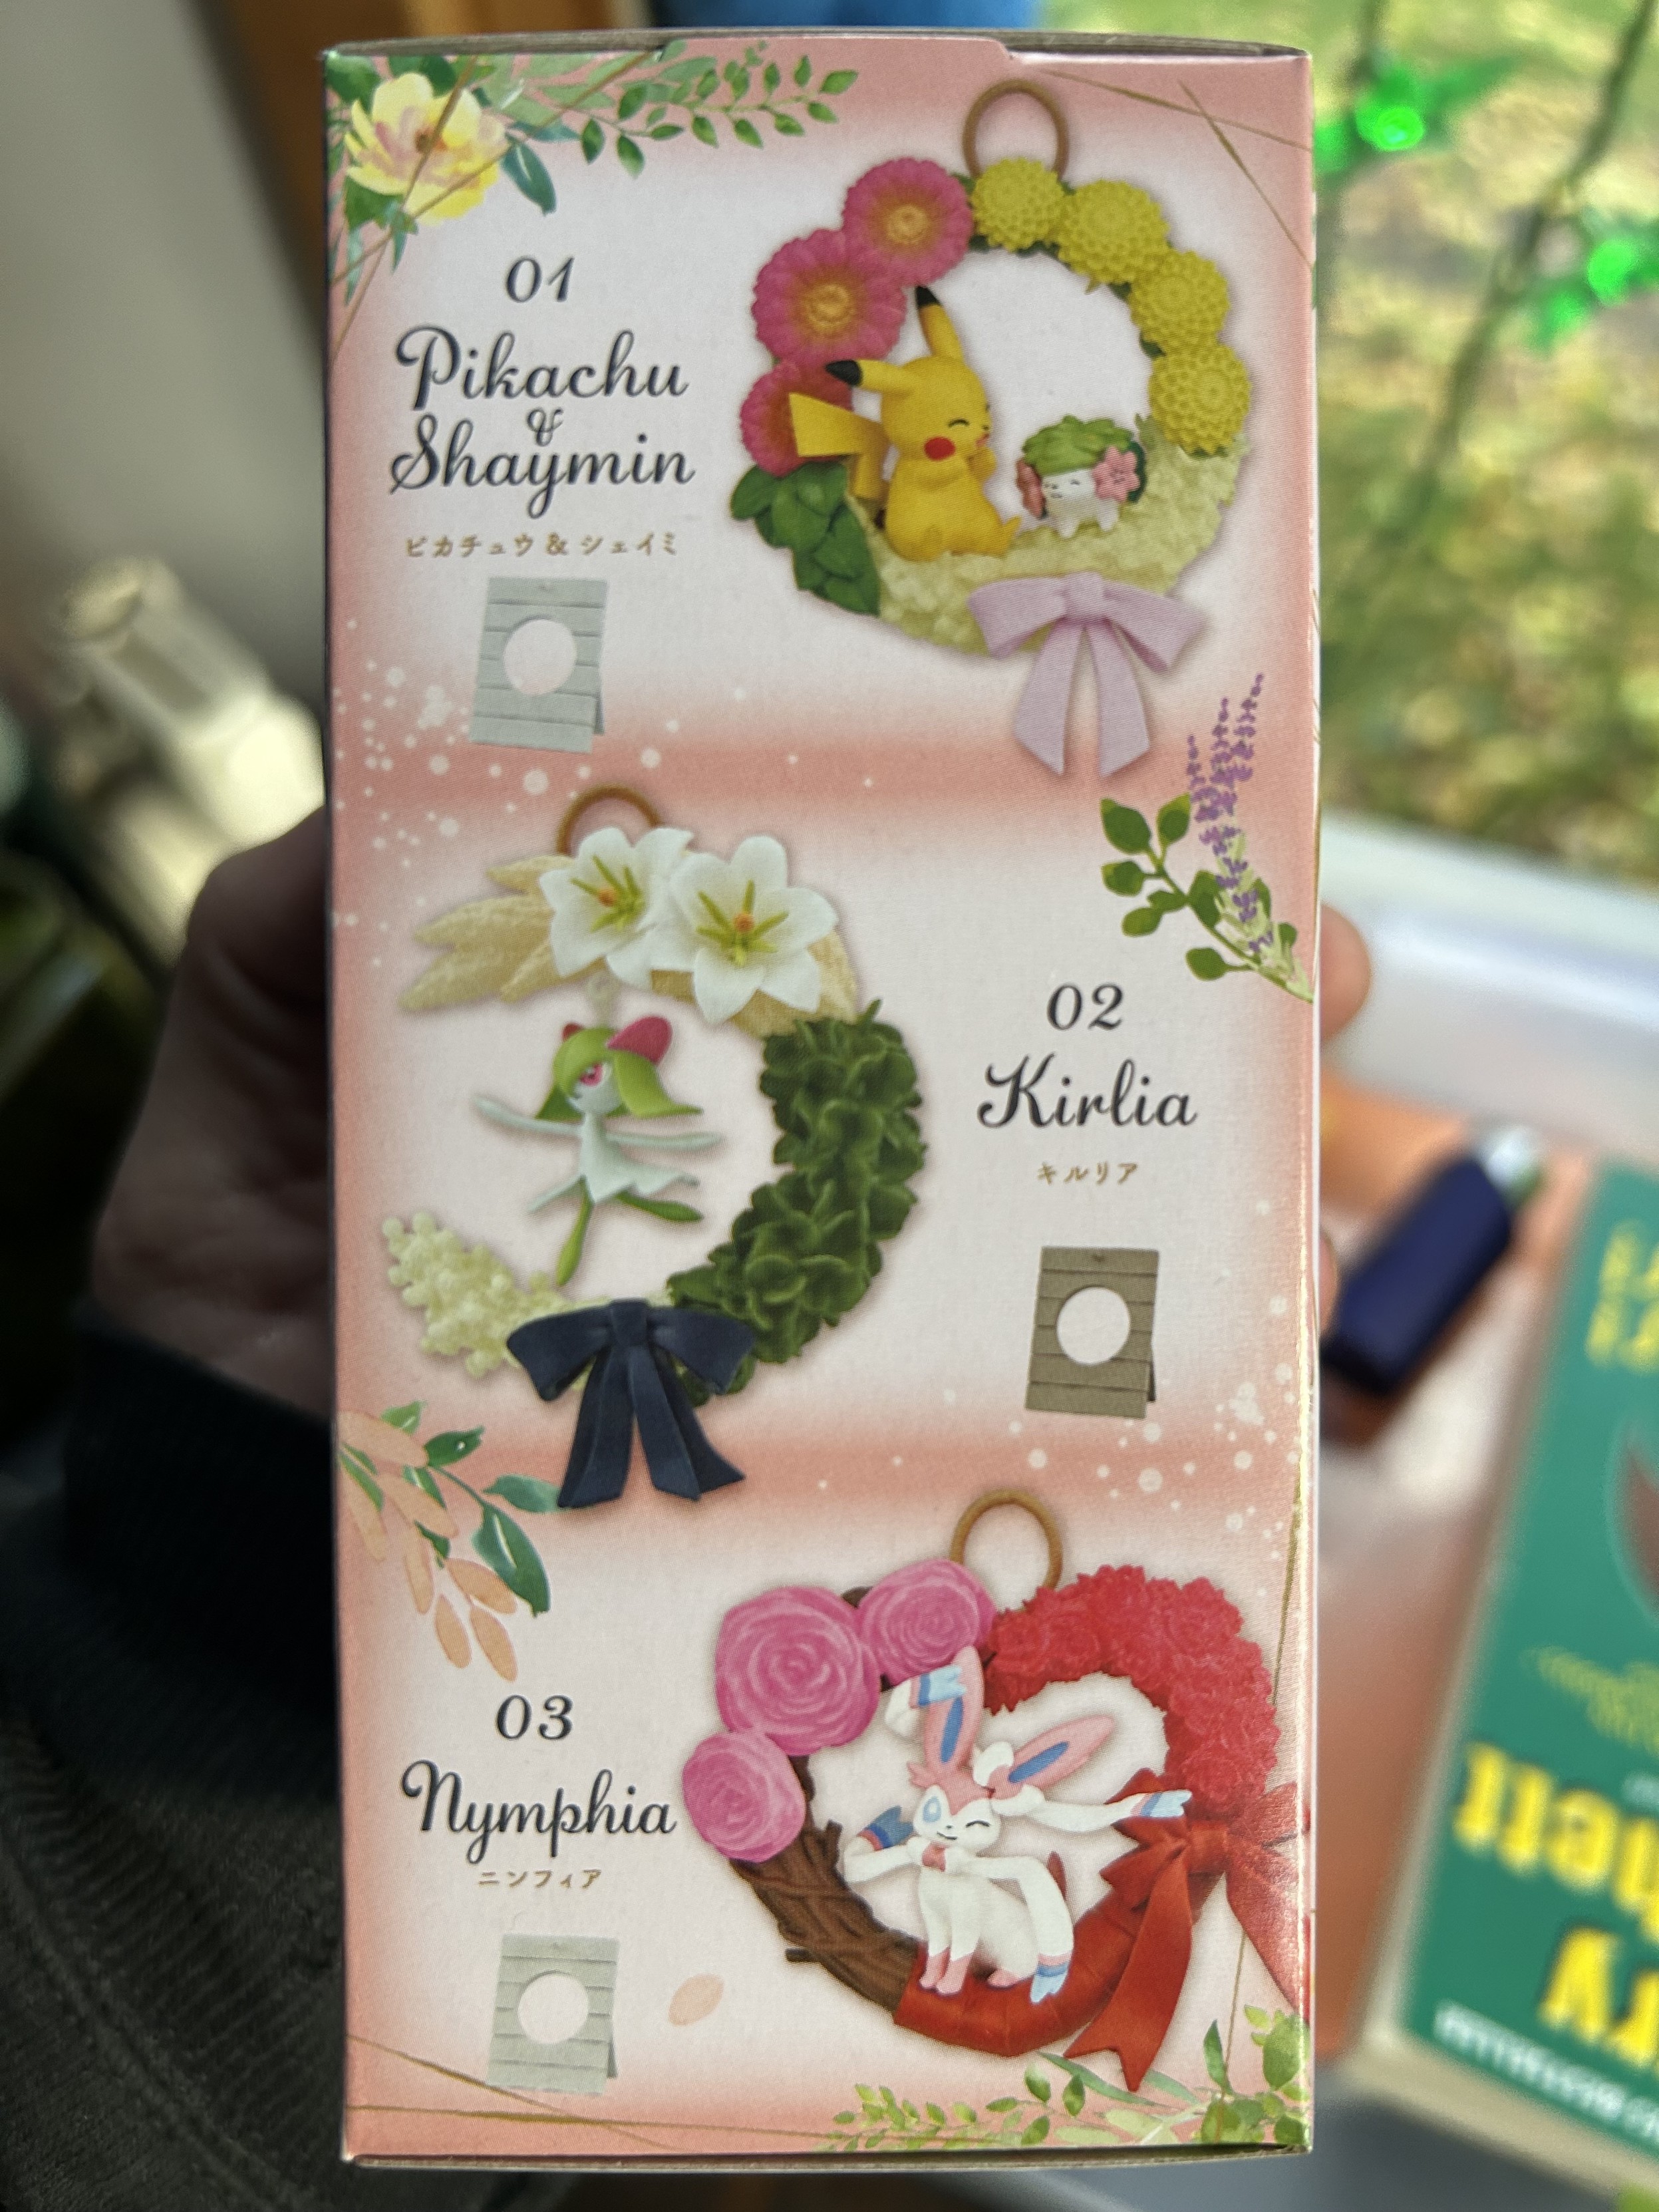 01
Pikachu
&
Shaymin
ピカチュウ & シェイミ
02
Kirlia
キルリア
03
Nymphia
ニンフィア